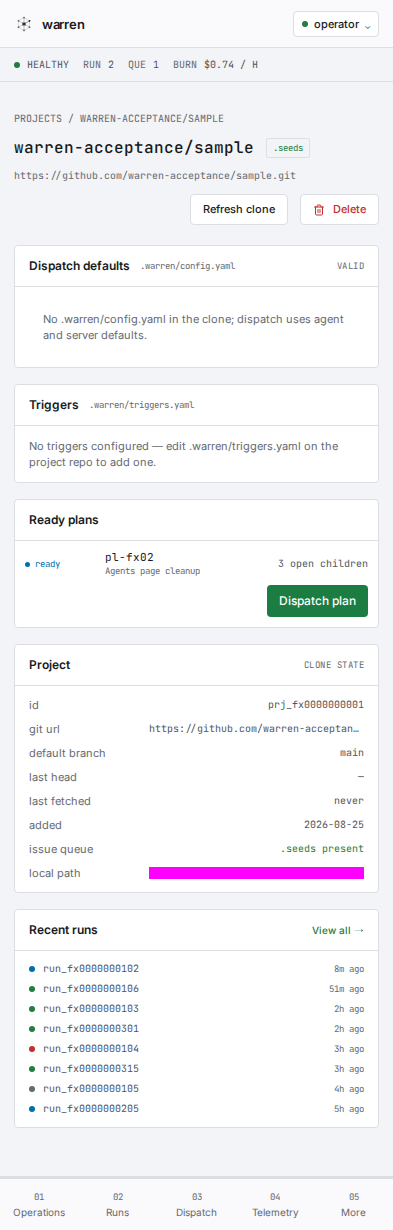 warren
operator
HEALTHY RUN 2 QUE 1 BURN $0.74 / H
PROJECTS / WARREN-ACCEPTANCE/SAMPLE
warren-acceptance/sample .seeds
https://github.com/warren-acceptance/sample.git
Refresh clone Delete
Dispatch defaults .warren/config.yaml VALID
No .warren/config.yaml in the clone; dispatch uses agent
and server defaults.
Triggers .warren/triggers.yaml
No triggers configured — edit .warren/triggers.yaml on the
project repo to add one.
Ready plans
ready pl-fx02 3 open children
Agents page cleanup
Dispatch plan
Project CLONE STATE
id prj_fx0000000001
git url https://github.com/warren-acceptan…
default branch main
last head —
last fetched never
added 2026-08-25
issue queue .seeds present
local path
Recent runs View all →
run_fx0000000102 8m ago
run_fx0000000106 51m ago
run_fx0000000103 2h ago
run_fx0000000301 2h ago
run_fx0000000104 3h ago
run_fx0000000315 3h ago
run_fx0000000105 4h ago
run_fx0000000205 5h ago
01 02 03 04 05
Operations Runs Dispatch Telemetry More